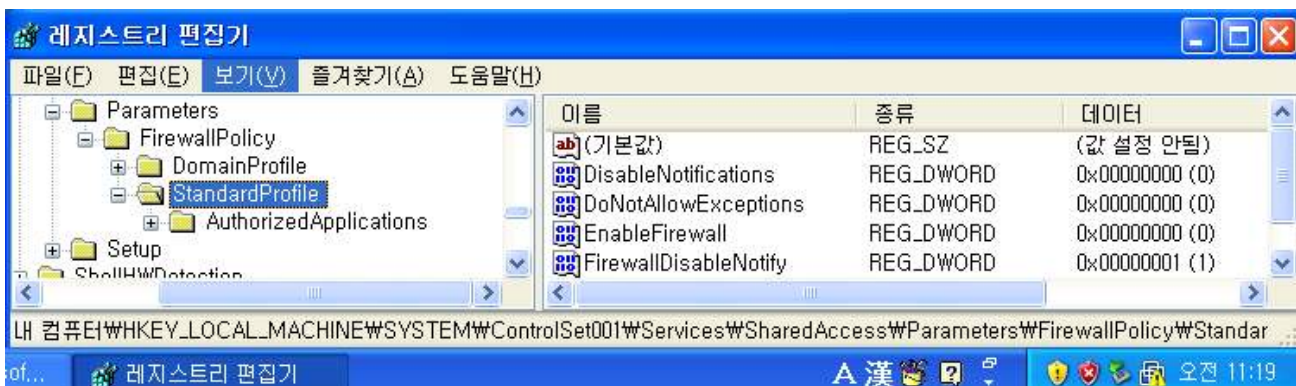 레지스트리 편집기
파일(F) 편집(E) 보기(V) 즐겨찾기(A) 도움말(H)
Parameters
FirewallPolicy
DomainProfile
StandardProfile
AuthorizedApplications
Setup
ShellHWDetection
이름 종류 데이터
(기본값) REG_SZ (값 설정 안됨)
DisableNotifications REG_DWORD 0x00000000 (0)
DoNotAllowExceptions REG_DWORD 0x00000000 (0)
EnableFirewall REG_DWORD 0x00000000 (0)
FirewallDisableNotify REG_DWORD 0x00000001 (1)
내 컴퓨터₩HKEY_LOCAL_MACHINE₩SYSTEM₩ControlSet001₩Services₩SharedAccess₩Parameters₩FirewallPolicy₩Standar
sof... 레지스트리 편집기 A 漢 오전 11:19